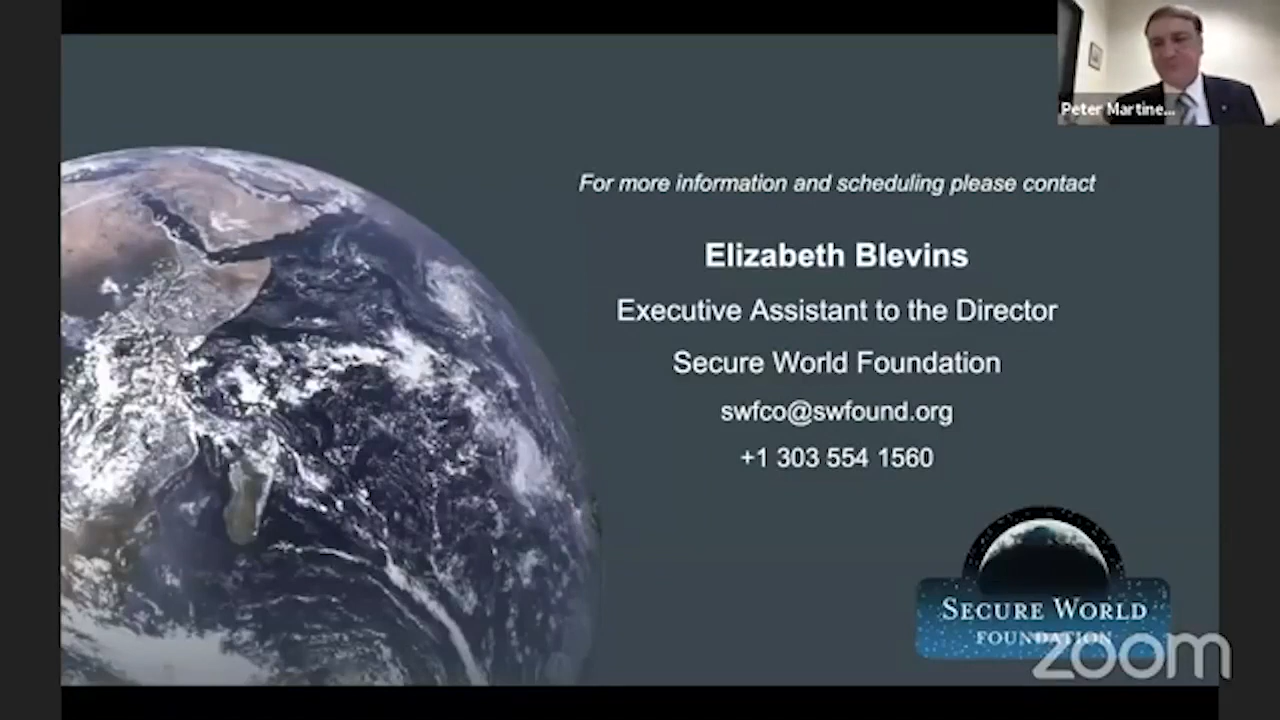 Peter Martine...
For more information and scheduling please contact
Elizabeth Blevins
Executive Assistant to the Director
Secure World Foundation
swfco@swfound.org
+1 303 554 1560
SECURE WORLD
FOUNDATION
zoom